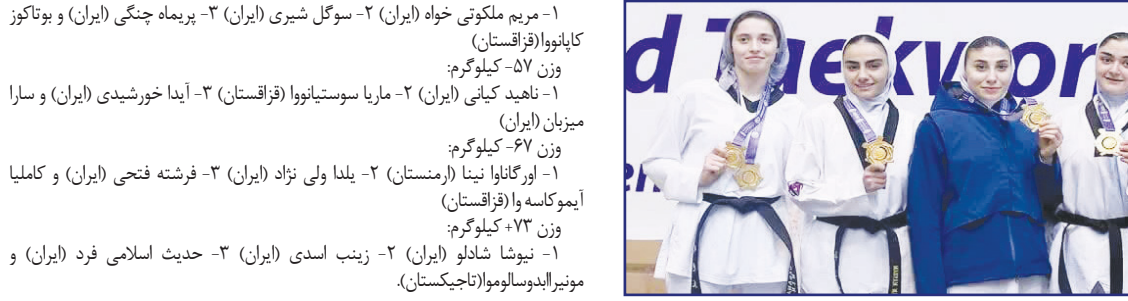 ۱- مریم ملکوتی خواه (ایران) ۲- سوگل شیری (ایران) ۳- پریماه چنگی (ایران) و بوتاکوز
کاپانووا(قزاقستان)
وزن ۵۷- کیلوگرم:
۱- ناهید کیانی (ایران) ۲- ماریا سوستیانووا (قزاقستان) ۳- آیدا خورشیدی (ایران) و سارا
میزبان (ایران)
وزن ۶۷- کیلوگرم:
۱- اورگاناوا نینا (ارمنستان) ۲- یلدا ولی نژاد (ایران) ۳- فرشته فتحی (ایران) و کاملیا
آیموکاسه وا (قزاقستان)
وزن ۷۳+ کیلوگرم:
۱- نیوشا شادلو (ایران) ۲- زینب اسدی (ایران) ۳- حدیث اسلامی فرد (ایران) و
مونیراابدوسالوموا(تاجیکستان).
d Taekwon
en